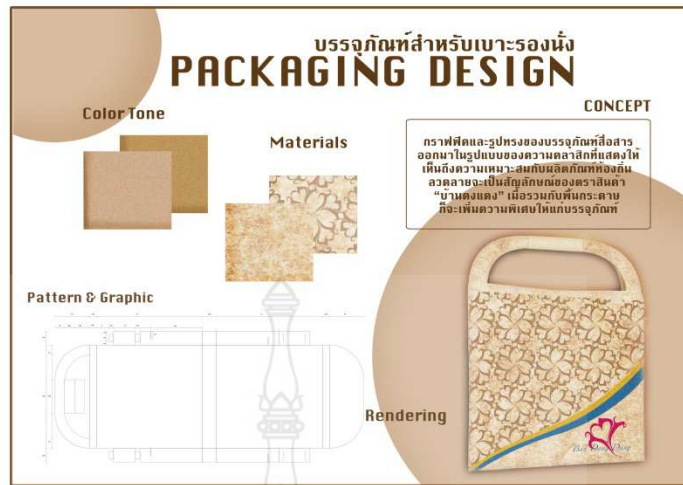 บรรจุภัณฑ์สำหรับเบาะรองนั่ง
PACKAGING DESIGN
CONCEPT
Color Tone
Materials
กราฟฟิคและรูปทรงของบรรจุภัณฑ์สื่อสาร
ออกมาในรูปแบบของความคลาสิกที่แสดงให้
เห็นถึงความเหมาะสมกับผลิตภัณฑ์ท้องถิ่น
ลวดลายจะเป็นสัญลักษณ์ของตราสินค้า
“บ้านดงแดง” เมื่อรวมกับพื้นกระดาษ
ก็จะเพิ่มความพิเศษให้แก่บรรจุภัณฑ์
Pattern & Graphic
Rendering
Ban Dong Dang